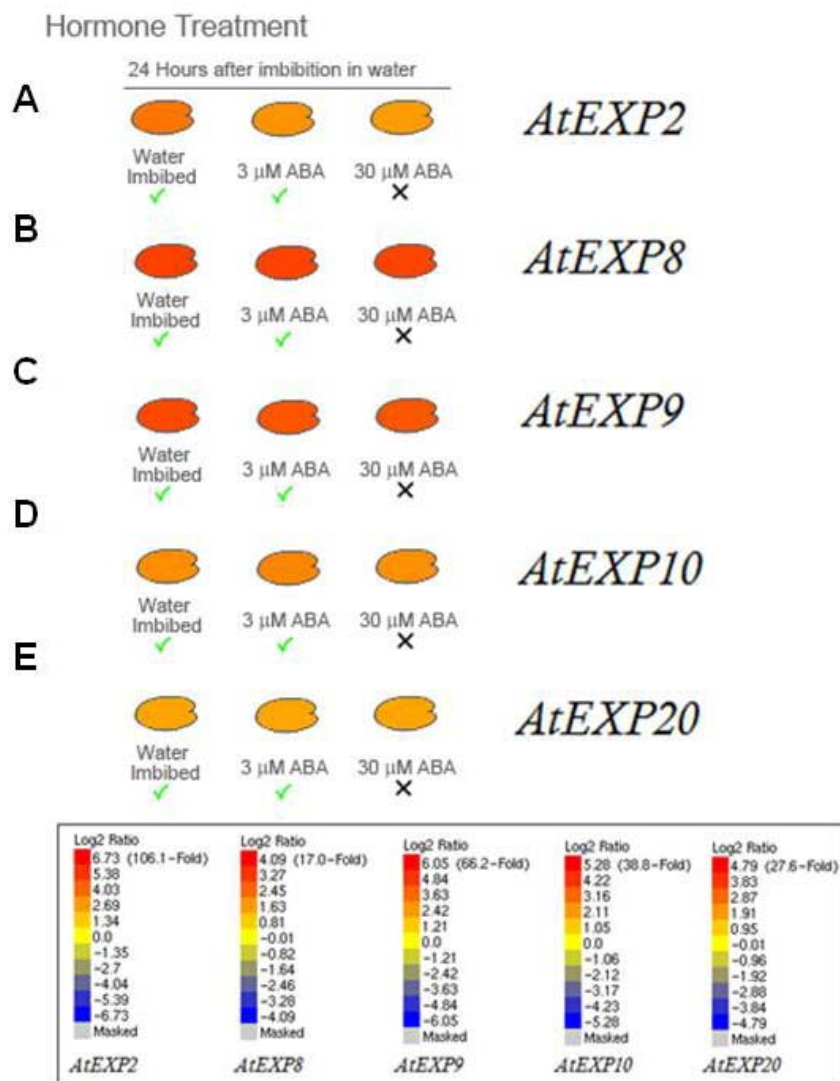 Hormone Treatment
24 Hours after imbibition in water
A
AtEXP2
Water
Imbibed
3 μM ABA
30 μM ABA
✓
✓
✕
B
AtEXP8
Water
Imbibed
3 μM ABA
30 μM ABA
✓
✓
✕
C
AtEXP9
Water
Imbibed
3 μM ABA
30 μM ABA
✓
✓
✕
D
AtEXP10
Water
Imbibed
3 μM ABA
30 μM ABA
✓
✓
✕
E
AtEXP20
Water
Imbibed
3 μM ABA
30 μM ABA
✓
✓
✕
Log2 Ratio
6.73 (106.1-Fold)
5.38
4.03
2.69
1.34
0.0
-1.35
-2.7
-4.04
-5.39
-6.73
Masked
AtEXP2
Log2 Ratio
4.09 (17.0-Fold)
3.27
2.45
1.63
0.81
-0.01
-0.82
-1.64
-2.46
-3.28
-4.09
Masked
AtEXP8
Log2 Ratio
6.05 (66.2-Fold)
4.84
3.63
2.42
1.21
0.0
-1.21
-2.42
-3.63
-4.84
-6.05
Masked
AtEXP9
Log2 Ratio
5.28 (38.8-Fold)
4.22
3.16
2.11
1.05
0.0
-1.06
-2.12
-3.17
-4.23
-5.28
Masked
AtEXP10
Log2 Ratio
4.79 (27.6-Fold)
3.83
2.87
1.91
0.95
-0.01
-0.96
-1.92
-2.88
-3.84
-4.79
Masked
AtEXP20